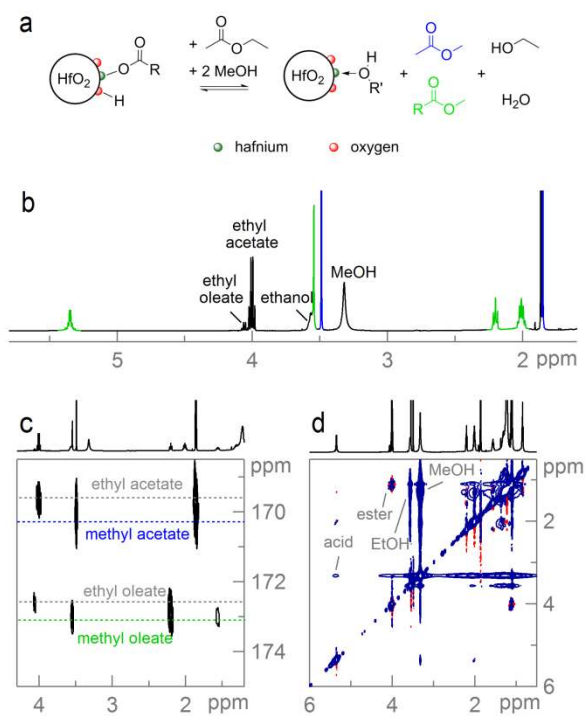 a
O
HfO₂
O
R
H
+
O
O
+ 2 MeOH
HfO₂
H
O
R'
+
O
O
R
O
O
+
HO
H₂O
hafnium
oxygen
b
ethyl
acetate
ethyl
oleate
ethanol
MeOH
5
4
3
2
ppm
c
ppm
ethyl acetate
170
methyl acetate
172
ethyl oleate
methyl oleate
174
4
3
2
ppm
d
ppm
MeOH
ester
2
acid
EtOH
4
6
6
4
2
ppm